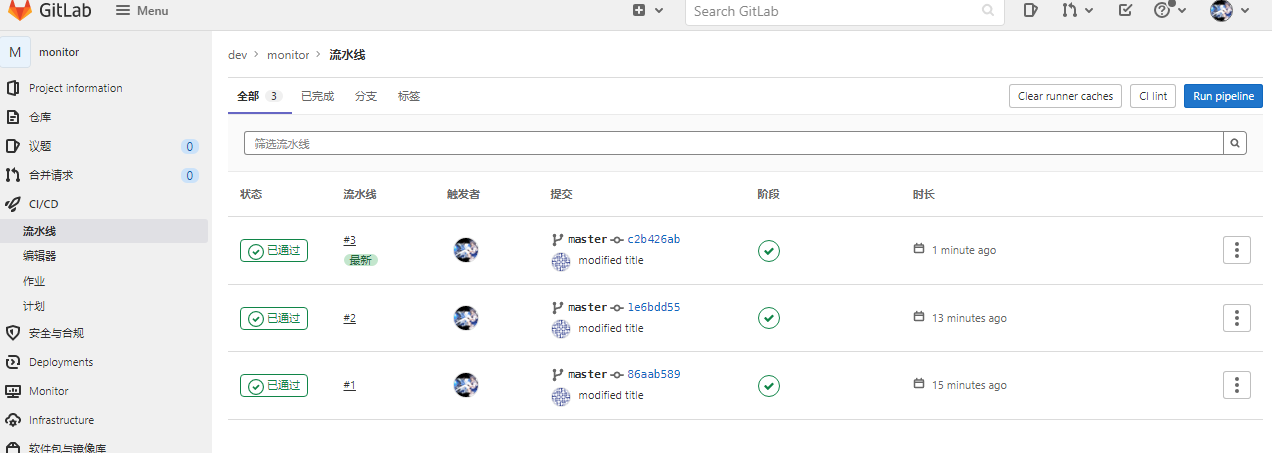 GitLab Menu Search GitLab
M monitor
Project information
仓库
议题 0
合并请求 0
CI/CD
流水线
编辑器
作业
计划
安全与合规
Deployments
Monitor
Infrastructure
软件包与镜像库
dev > monitor > 流水线
全部 3 已完成 分支 标签 Clear runner caches CI lint Run pipeline
筛选流水线
状态 流水线 触发者 提交 阶段 时长
已通过 #3 master c2b426ab 1 minute ago
最新 modified title
已通过 #2 master 1e6bdd55 13 minutes ago
modified title
已通过 #1 master 86aab589 15 minutes ago
modified title